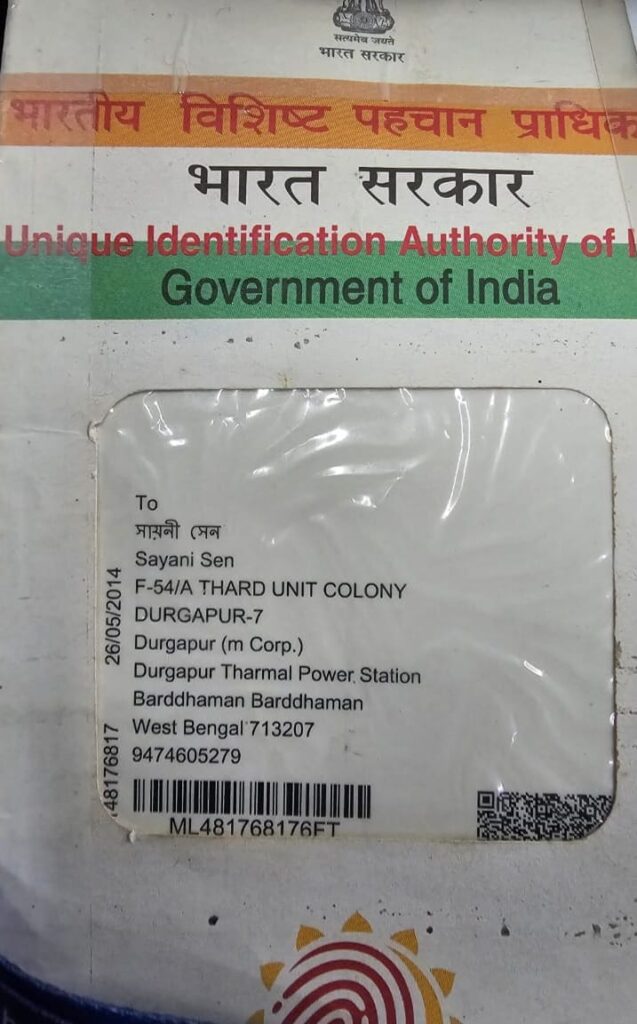 सत्यमेव जयते
भारत सरकार
भारतीय विशिष्ट पहचान
भारत सरकार
Unique Identification Authority of
Government of India
To
সায়নী সেন
Sayani Sen
F-54/A THARD UNIT COLONY
DURGAPUR-7
Durgapur (m Corp.)
Durgapur Tharmal Power Station
Barddhaman Barddhaman
West Bengal 713207
9474605279
ML481768176FT
26/05/2014
48176817